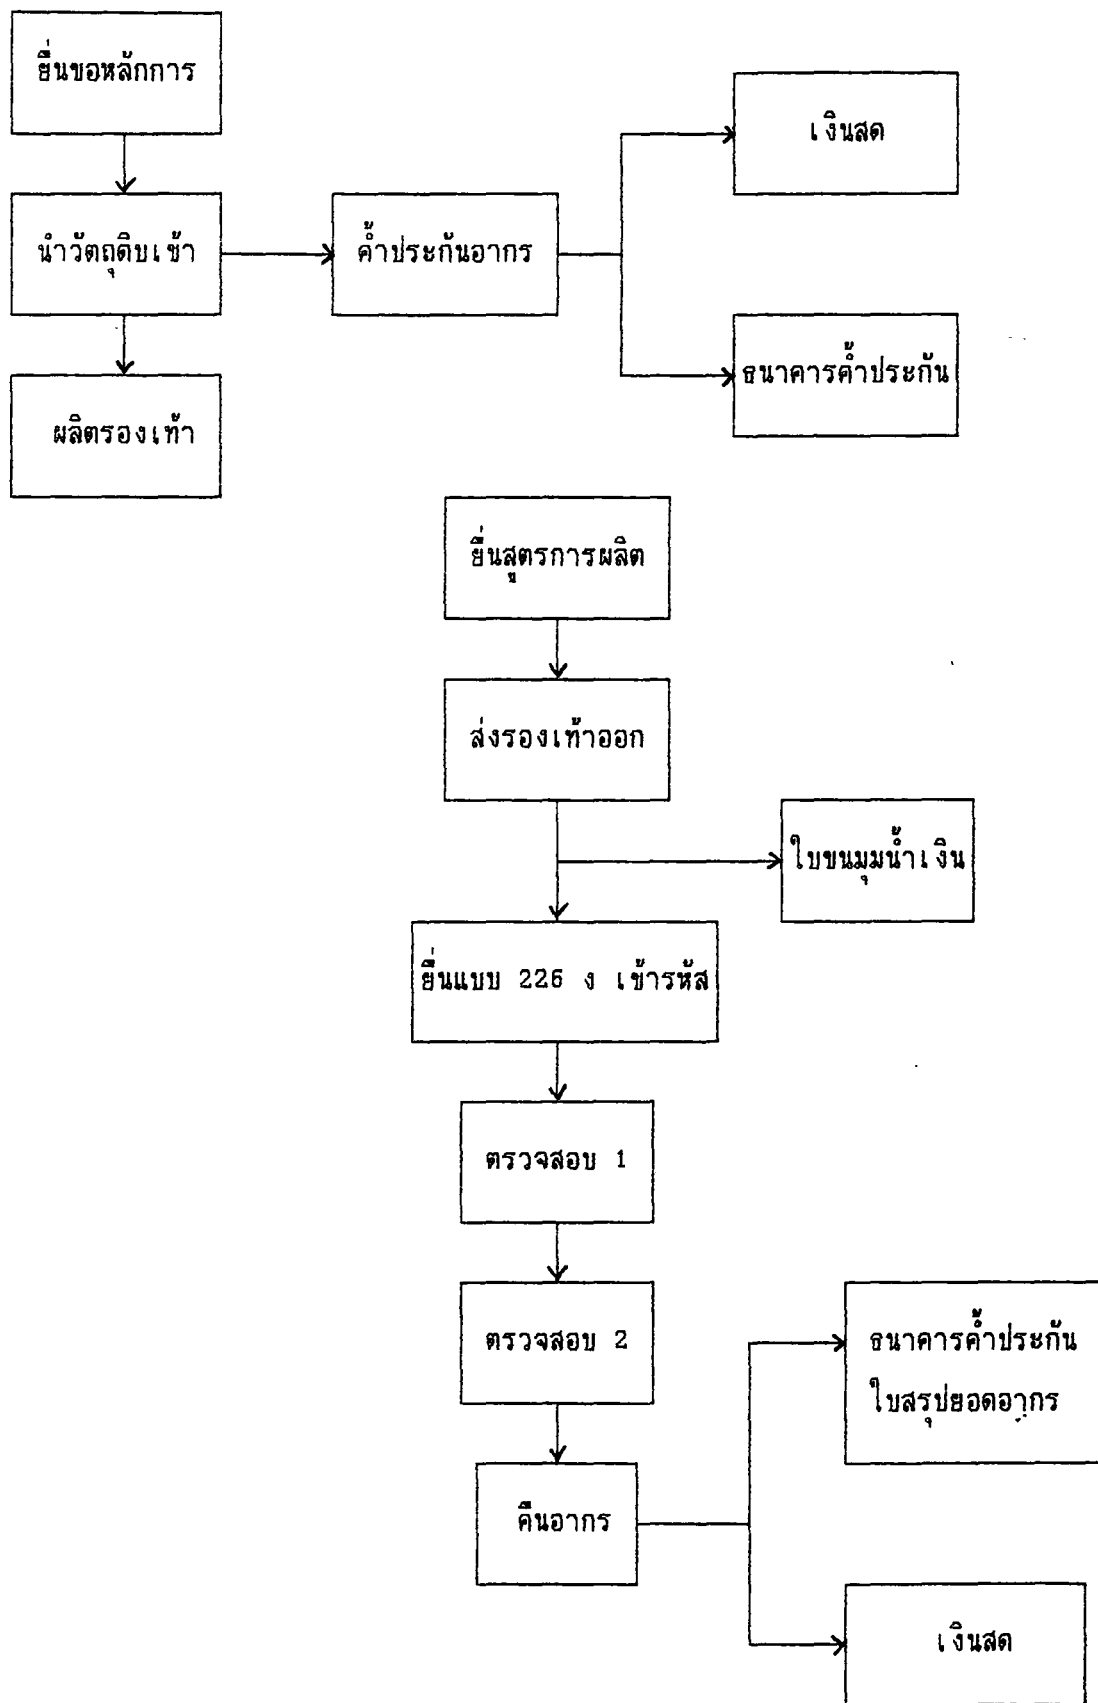 ยื่นขอหลักการ
เงินสด
นำวัตถุดิบเข้า
ค้ำประกันอากร
ธนาคารค้ำประกัน
ผลิตรองเท้า
ยื่นสูตรการผลิต
ส่งรองเท้าออก
ใบขนมุมน้ำเงิน
ยื่นแบบ 226 ง เข้ารหัส
ตรวจสอบ 1
ตรวจสอบ 2
ธนาคารค้ำประกัน
ใบสรุปยอดอากร
คืนอากร
เงินสด